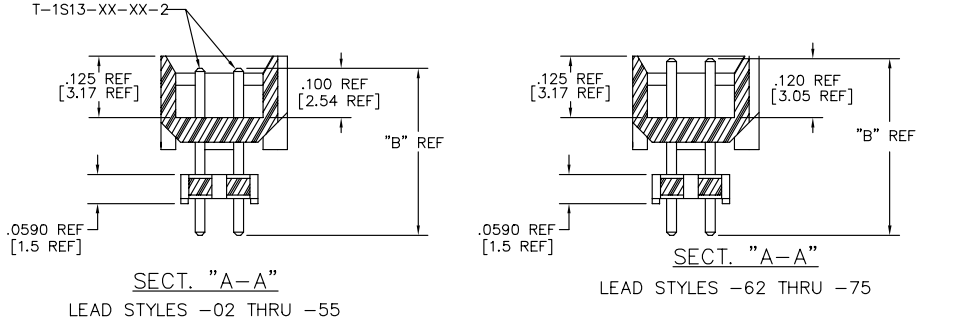 T-1S13-XX-XX-2
.125 REF
[3.17 REF]
.100 REF
[2.54 REF]
"B" REF
.0590 REF
[1.5 REF]
SECT. "A-A"
LEAD STYLES -02 THRU -55
.125 REF
[3.17 REF]
.120 REF
[3.05 REF]
"B" REF
.0590 REF
[1.5 REF]
SECT. "A-A"
LEAD STYLES -62 THRU -75